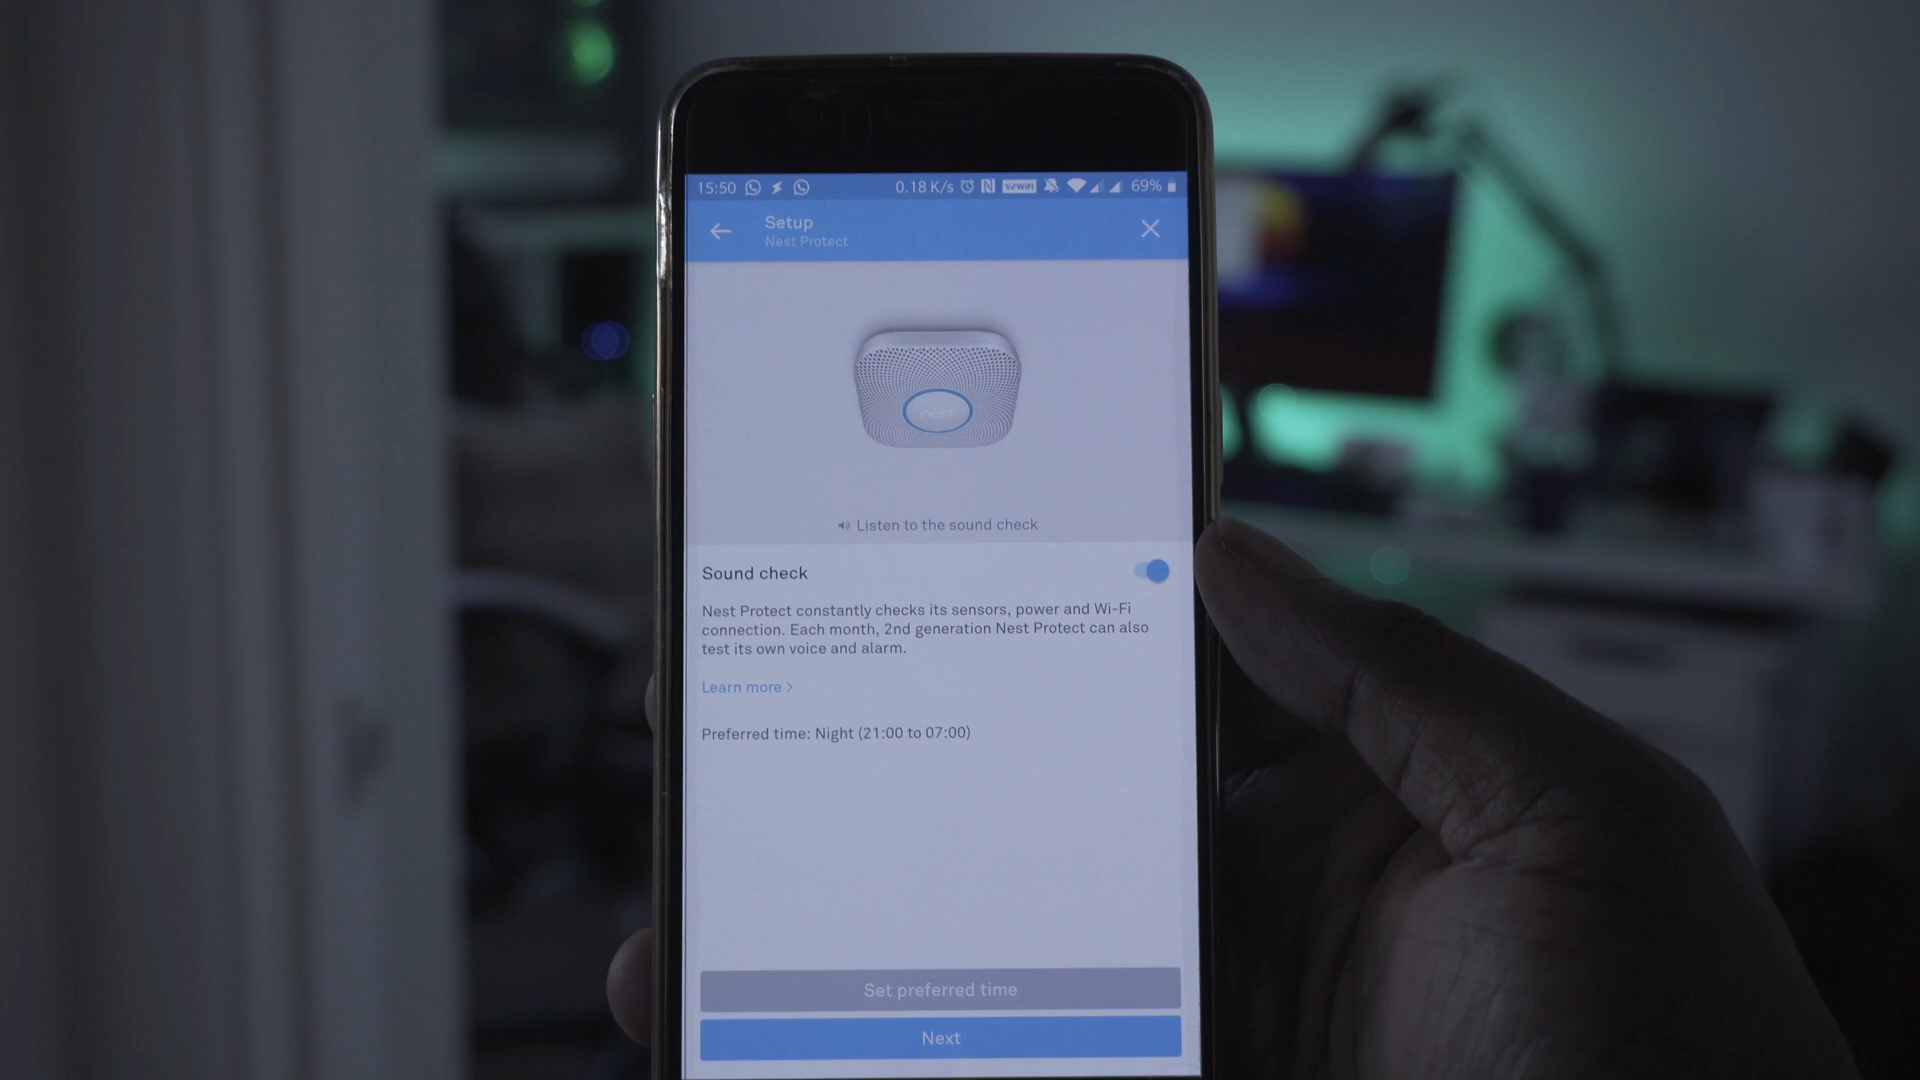 15:50 0.18 K/s VoWiFi 69%
Setup
Nest Protect
nest
Listen to the sound check
Sound check
Nest Protect constantly checks its sensors, power and Wi-Fi
connection. Each month, 2nd generation Nest Protect can also
test its own voice and alarm.
Learn more >
Preferred time: Night (21:00 to 07:00)
Set preferred time
Next